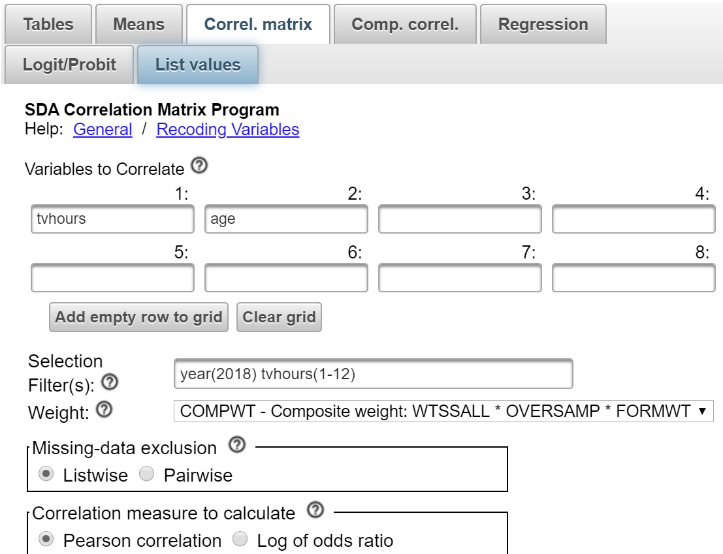 Tables Means Correl. matrix Comp. correl. Regression
Logit/Probit List values
SDA Correlation Matrix Program
Help: General / Recoding Variables
Variables to Correlate ?
1: 2: 3: 4:
tvhours age
5: 6: 7: 8:
Add empty row to grid Clear grid
Selection
Filter(s): ? year(2018) tvhours(1-12)
Weight: ? COMPWT - Composite weight: WTSSALL * OVERSAMP * FORMWT
Missing-data exclusion ?
Listwise Pairwise
Correlation measure to calculate ?
Pearson correlation Log of odds ratio